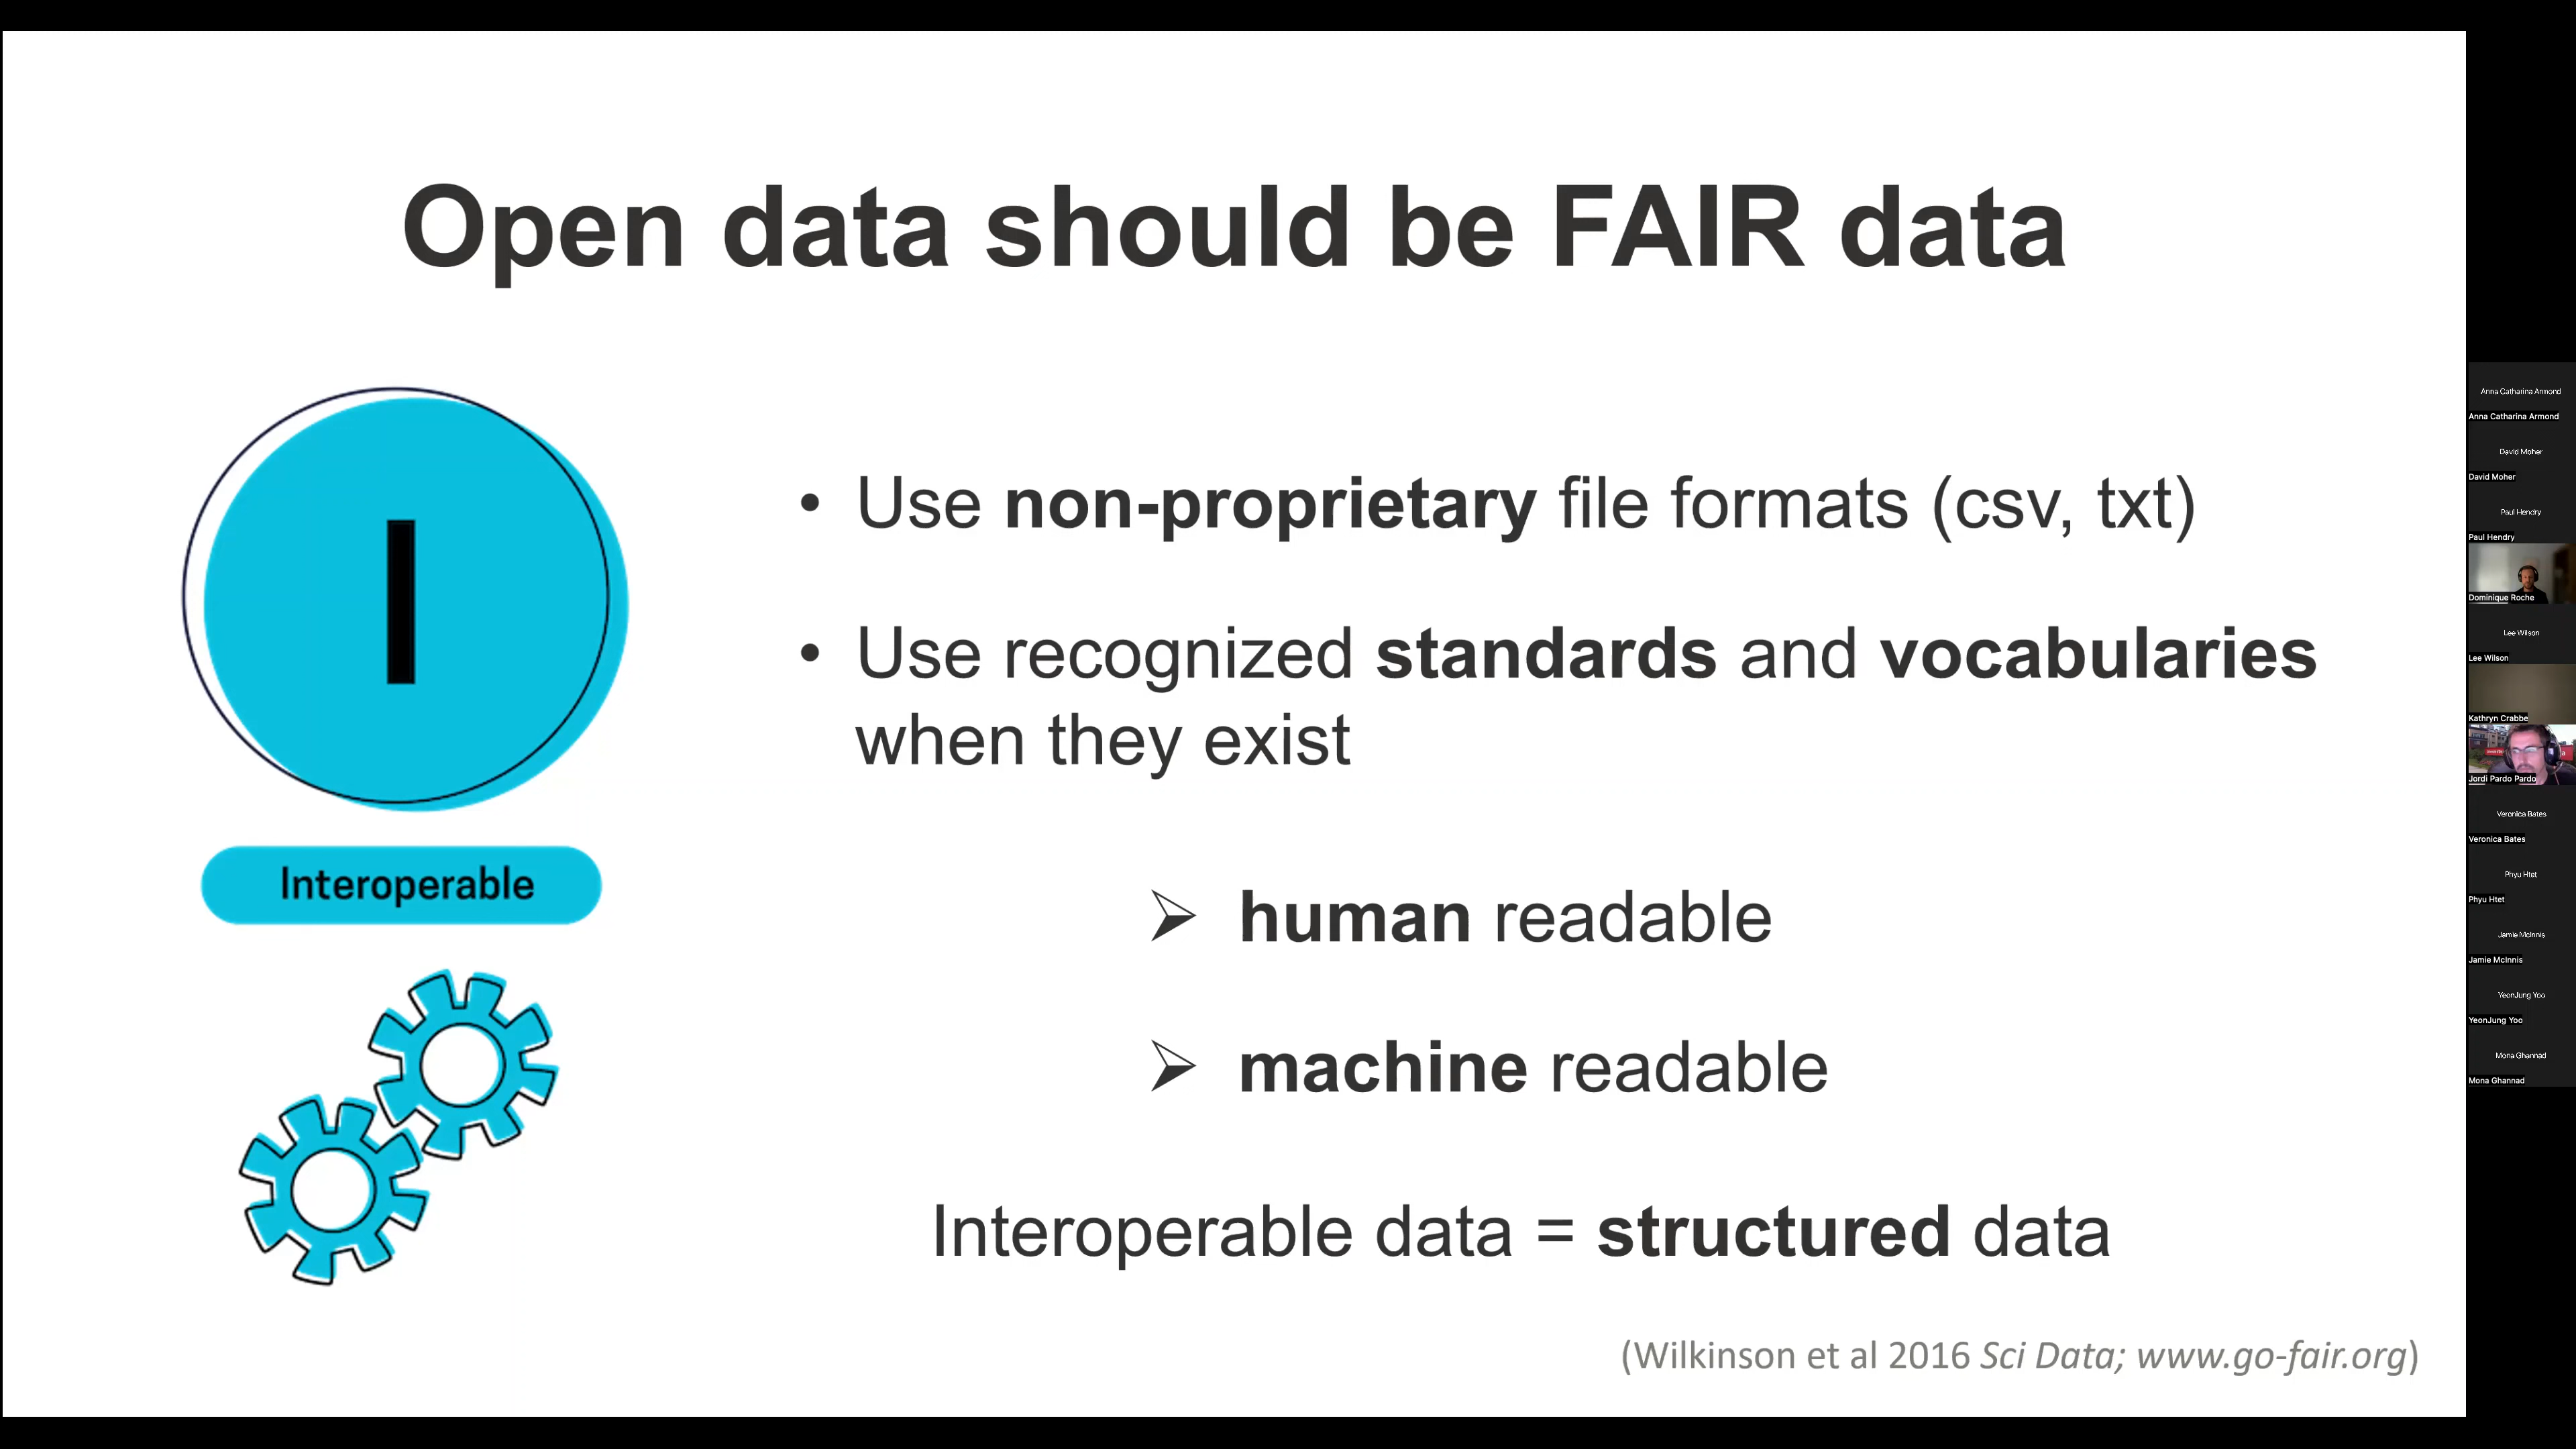 Open data should be FAIR data
I
Interoperable
• Use non-proprietary file formats (csv, txt)
• Use recognized standards and vocabularies
when they exist
➢ human readable
➢ machine readable
Interoperable data = structured data
(Wilkinson et al 2016 Sci Data; www.go-fair.org)
Anna Catharina Armond
Anna Catharina Armond
David Moher
David Moher
Paul Hendry
Paul Hendry
Dominique Roche
Lee Wilson
Lee Wilson
Kathryn Crabbe
Jordi Pardo Pardo
Veronica Bates
Veronica Bates
Phyu Htet
Phyu Htet
Jamie McInnis
Jamie McInnis
YeonJung Yoo
YeonJung Yoo
Mona Ghannad
Mona Ghannad